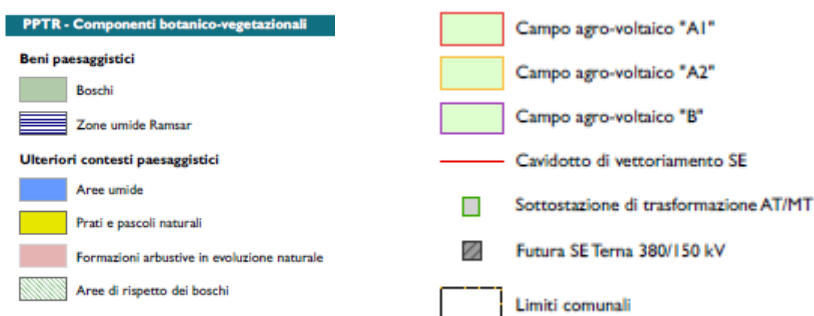 PPTR - Componenti botanico-vegetazionali
Beni paesaggistici
Boschi
Zone umide Ramsar
Ulteriori contesti paesaggistici
Aree umide
Prati e pascoli naturali
Formazioni arbustive in evoluzione naturale
Aree di rispetto dei boschi
Campo agro-voltaico "A1"
Campo agro-voltaico "A2"
Campo agro-voltaico "B"
Cavidotto di vettoriamento SE
Sottostazione di trasformazione AT/MT
Futura SE Terna 380/150 kV
Limiti comunali